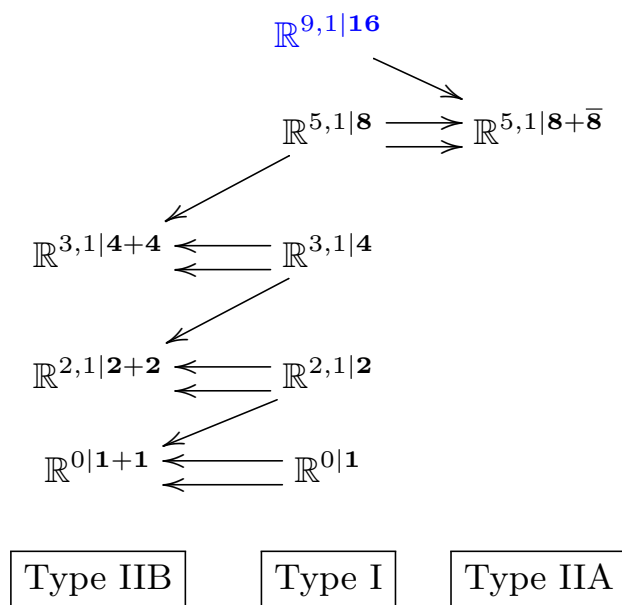 ℝ^{9,1|𝟏𝟔}
ℝ^{5,1|𝟖} ℝ^{5,1|𝟖+𝟖̅}
ℝ^{3,1|𝟒+𝟒} ℝ^{3,1|𝟒}
ℝ^{2,1|𝟐+𝟐} ℝ^{2,1|𝟐}
ℝ^{0|𝟏+𝟏} ℝ^{0|𝟏}
Type IIB Type I Type IIA